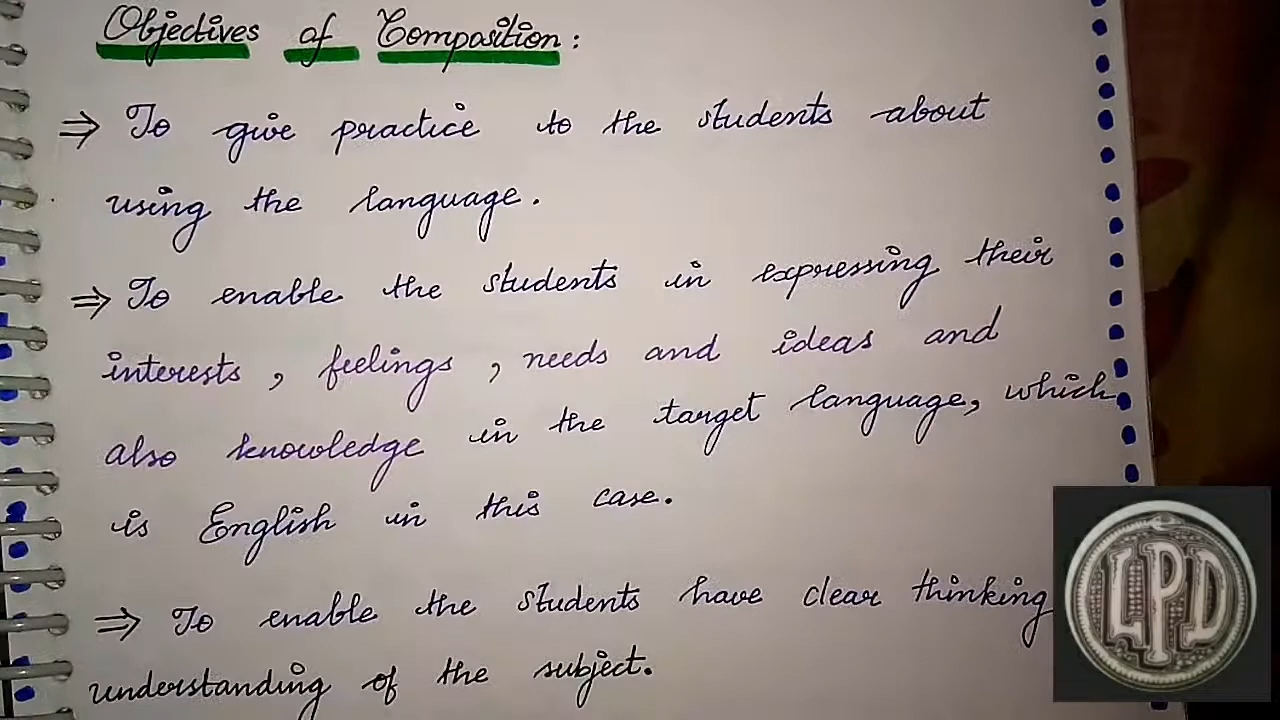 Objectives of Composition:
⇒ To give practice to the students about
using the language.
⇒ To enable the students in expressing their
interests, feelings, needs and ideas and
also knowledge in the target language, which
is English in this case.
⇒ To enable the students have clear thinking
understanding of the subject.
LPD